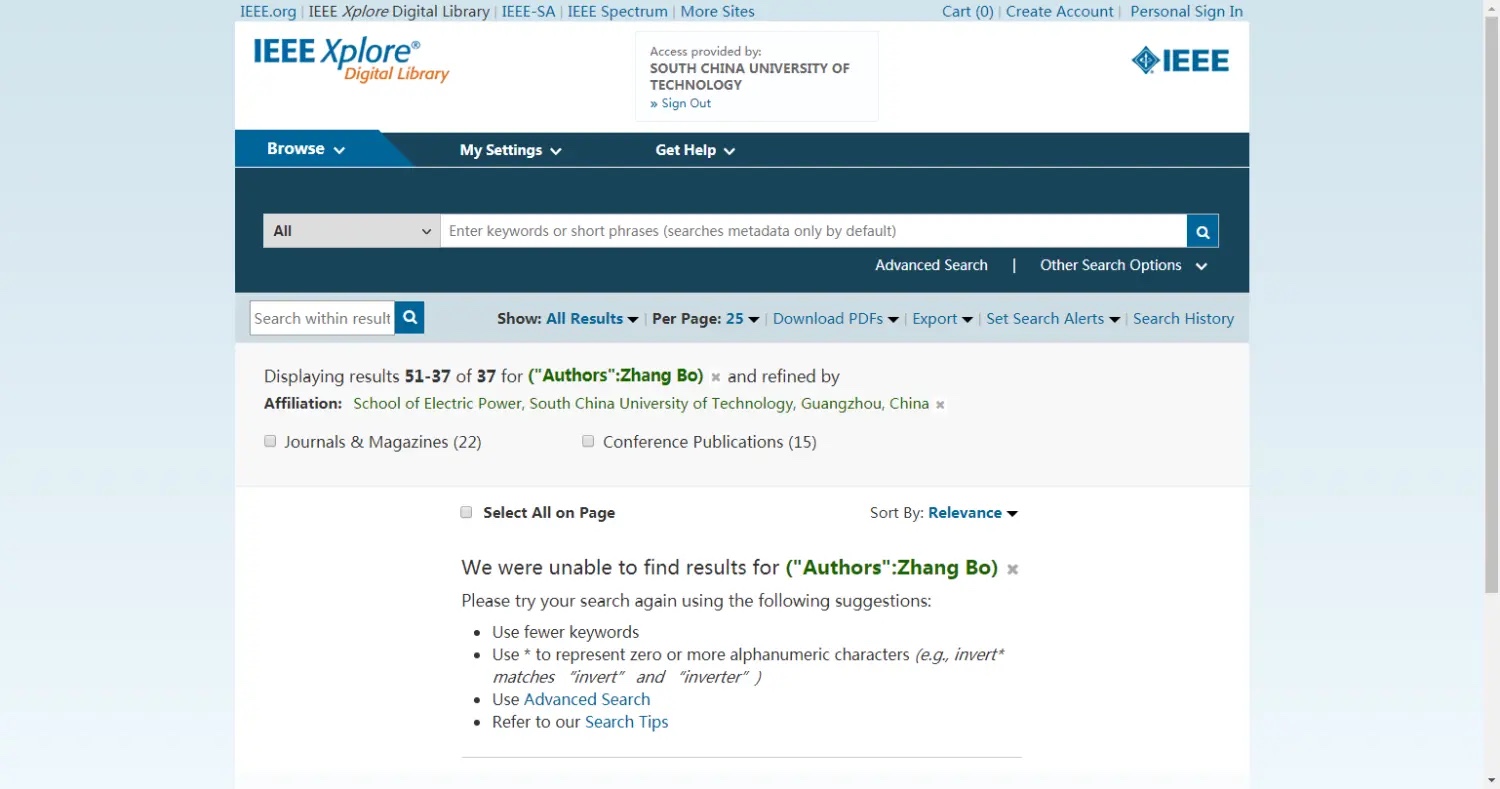 IEEE.org | IEEE Xplore Digital Library | IEEE-SA | IEEE Spectrum | More Sites
Cart (0) | Create Account | Personal Sign In
IEEE Xplore®
Digital Library
Access provided by:
SOUTH CHINA UNIVERSITY OF
TECHNOLOGY
» Sign Out
IEEE
Browse
My Settings
Get Help
All
Enter keywords or short phrases (searches metadata only by default)
Advanced Search | Other Search Options
Search within result
Show: All Results | Per Page: 25 | Download PDFs | Export | Set Search Alerts | Search History
Displaying results 51-37 of 37 for ("Authors":Zhang Bo) × and refined by
Affiliation: School of Electric Power, South China University of Technology, Guangzhou, China ×
Journals & Magazines (22)
Conference Publications (15)
Select All on Page
Sort By: Relevance
We were unable to find results for ("Authors":Zhang Bo) ×
Please try your search again using the following suggestions:
• Use fewer keywords
• Use * to represent zero or more alphanumeric characters (e.g., invert*
matches "invert" and "inverter" )
• Use Advanced Search
• Refer to our Search Tips